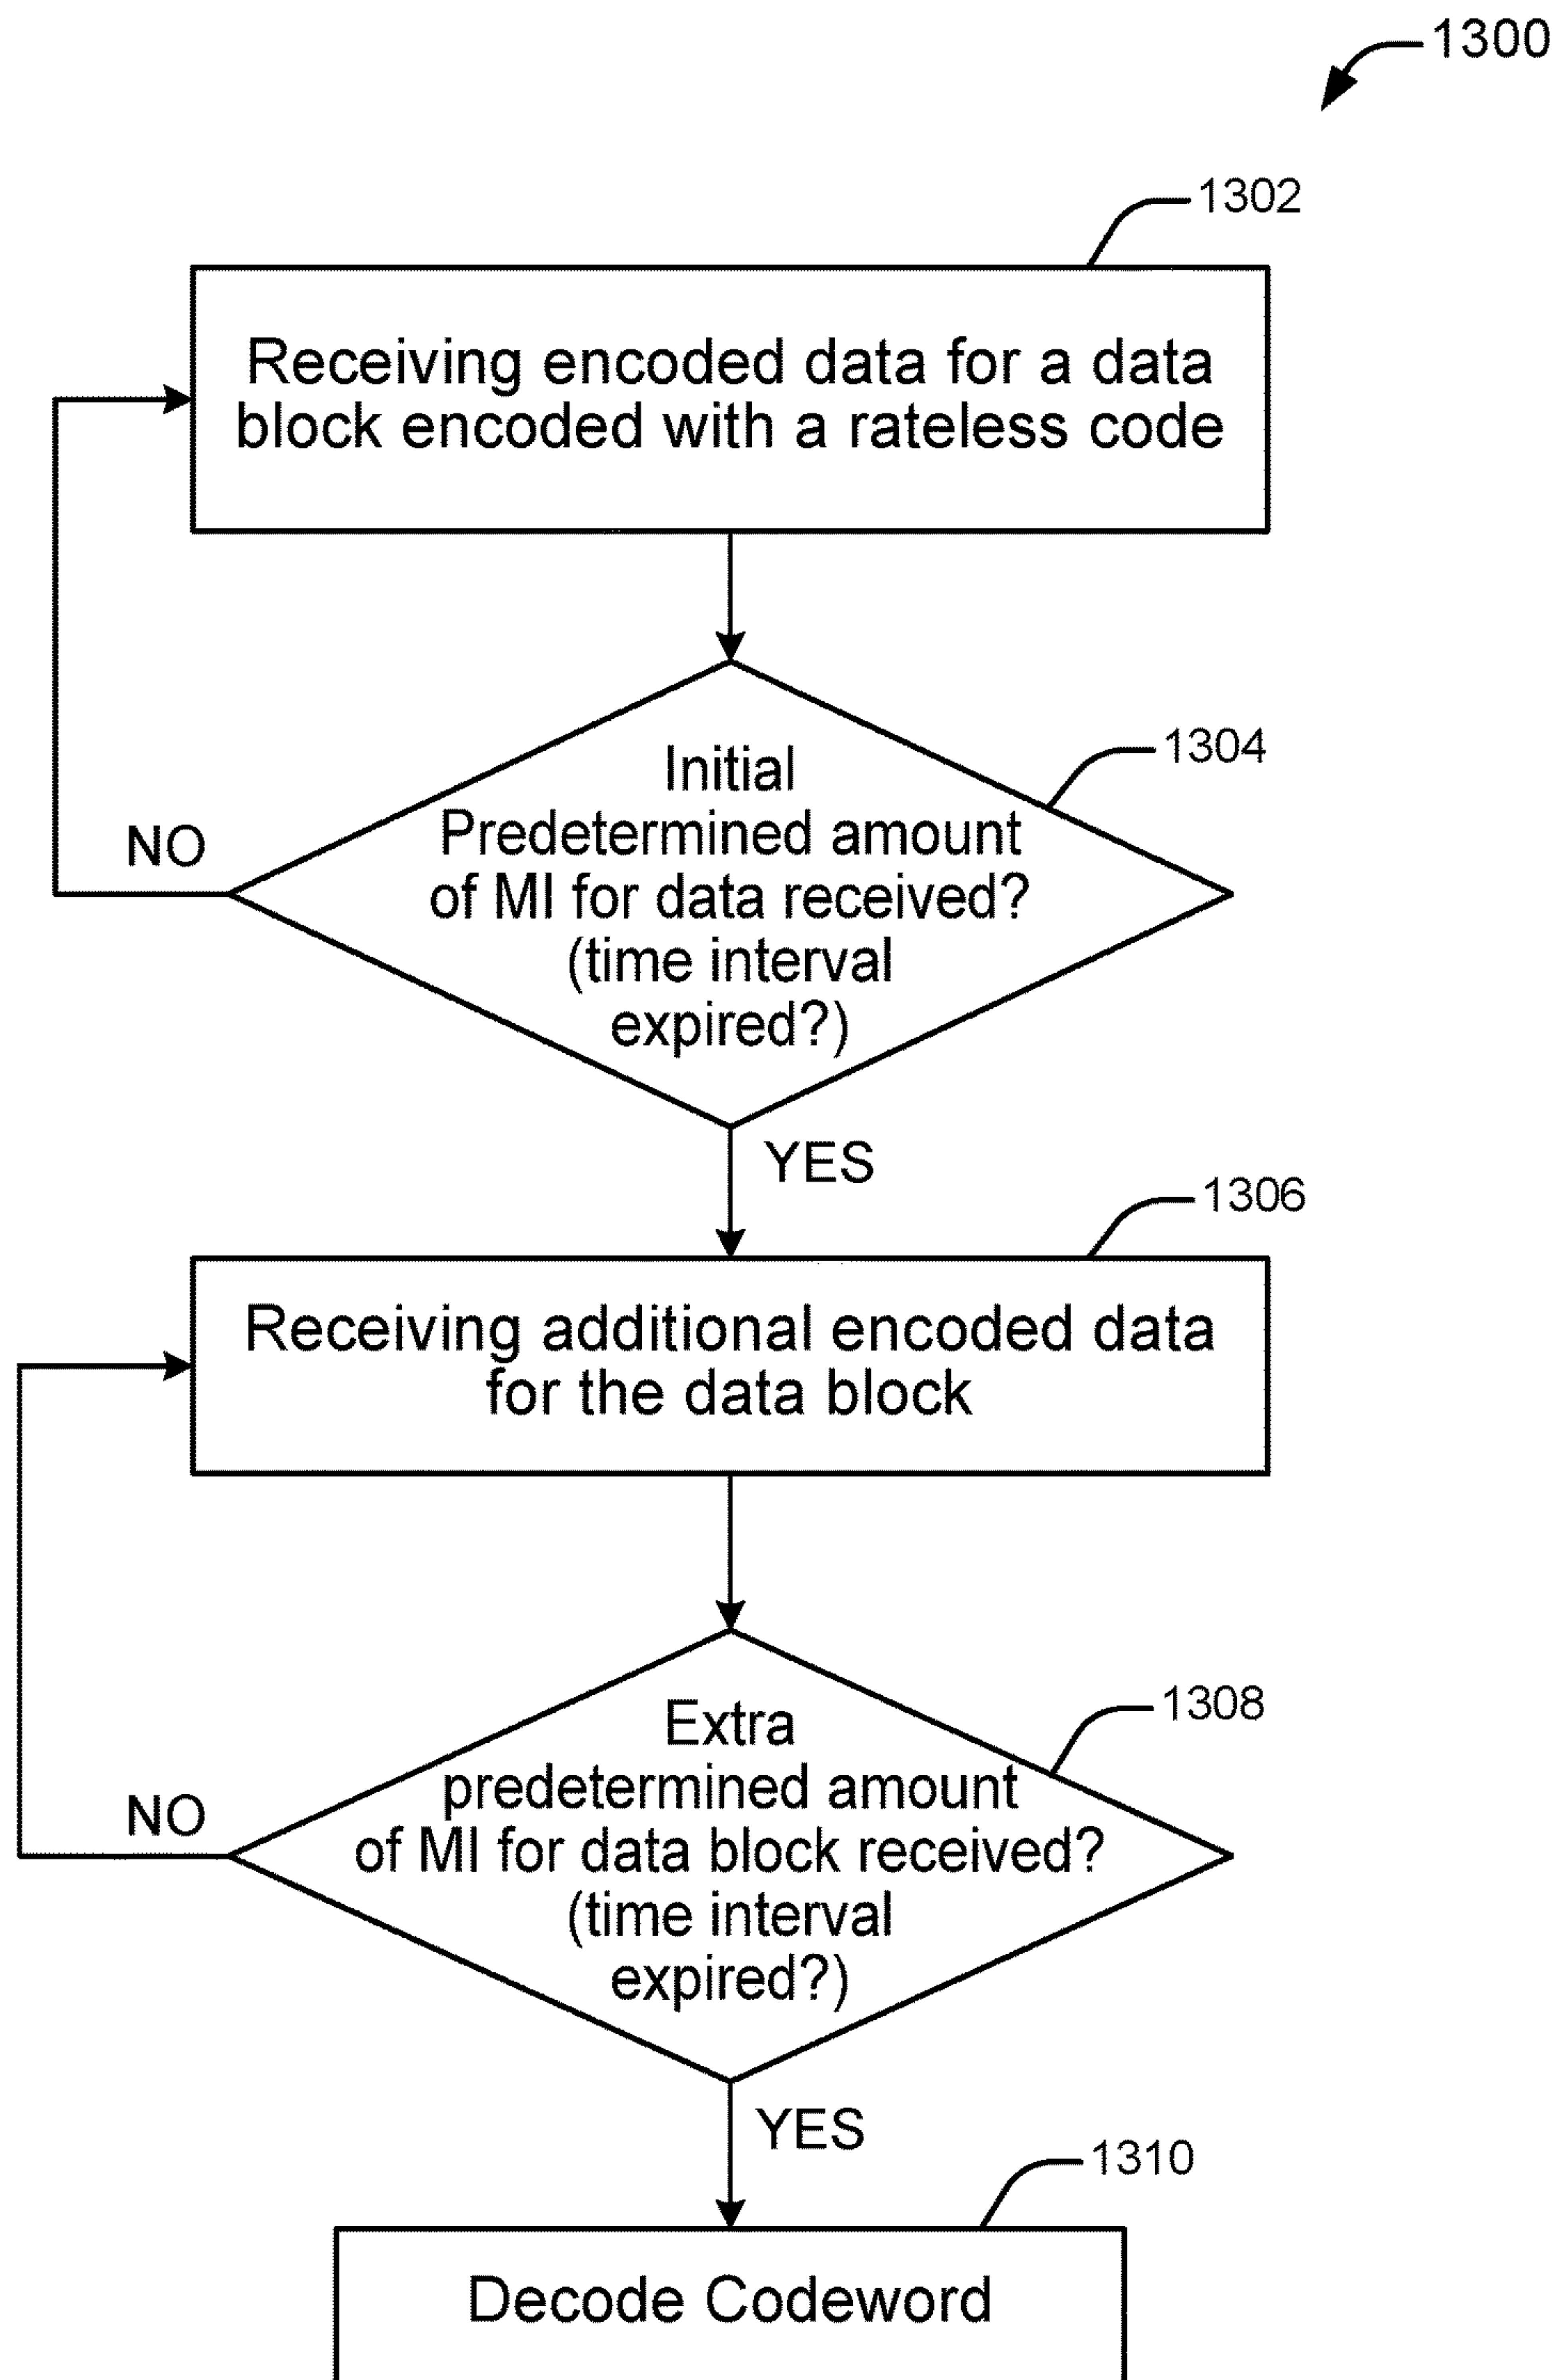 1300
1302
Receiving encoded data for a data
block encoded with a rateless code
1304
Initial
Predetermined amount
of MI for data received?
(time interval
expired?)
NO
YES
1306
Receiving additional encoded data
for the data block
1308
Extra
predetermined amount
of MI for data block received?
(time interval
expired?)
NO
YES
1310
Decode Codeword